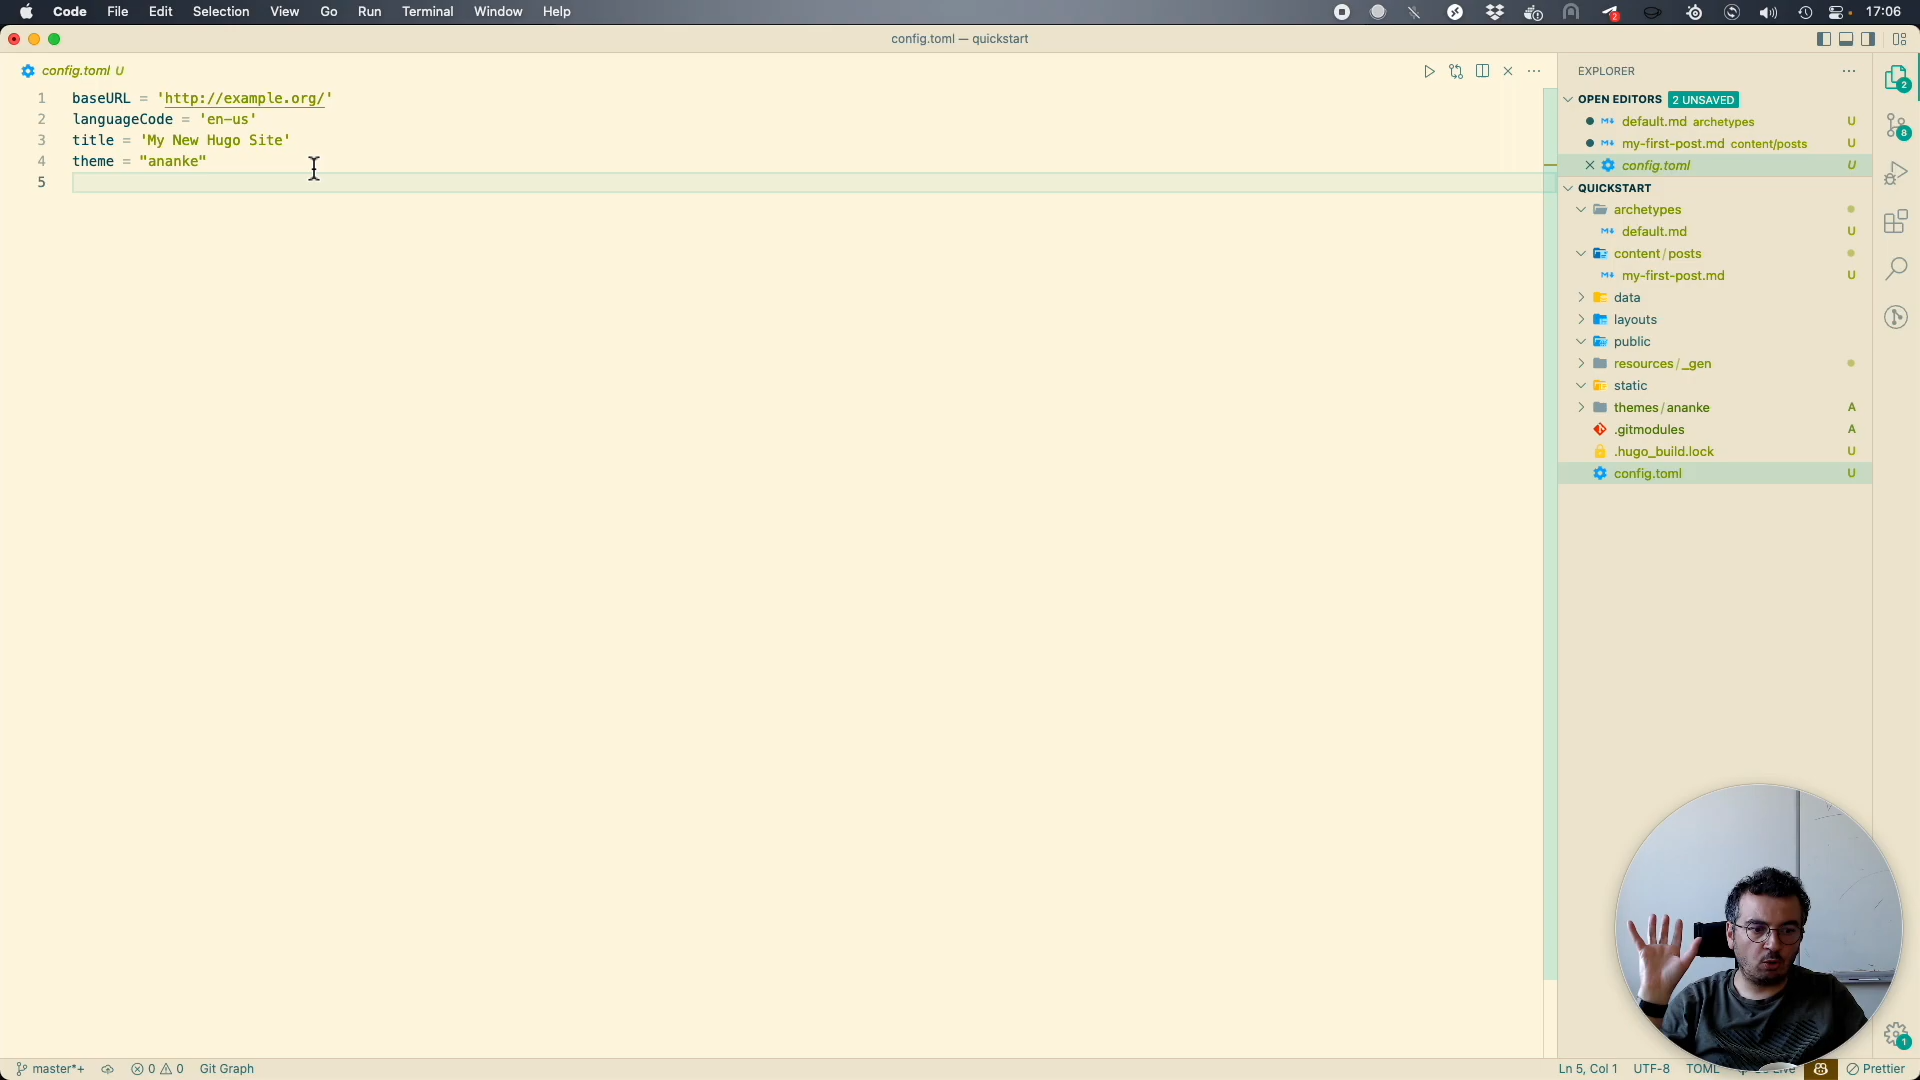 Code File Edit Selection View Go Run Terminal Window Help
2
17:06
config.toml — quickstart
config.toml U
1 baseURL = 'http://example.org/'
2 languageCode = 'en-us'
3 title = 'My New Hugo Site'
4 theme = "ananke"
5
EXPLORER
OPEN EDITORS 2 UNSAVED
default.md archetypes U
my-first-post.md content/posts U
config.toml U
QUICKSTART
archetypes
default.md U
content/posts
my-first-post.md U
data
layouts
public
resources/_gen
static
themes/ananke A
.gitmodules A
.hugo_build.lock U
config.toml U
2
8
1
master*+ 0 0 Git Graph
Ln 5, Col 1 UTF-8 TOML Prettier